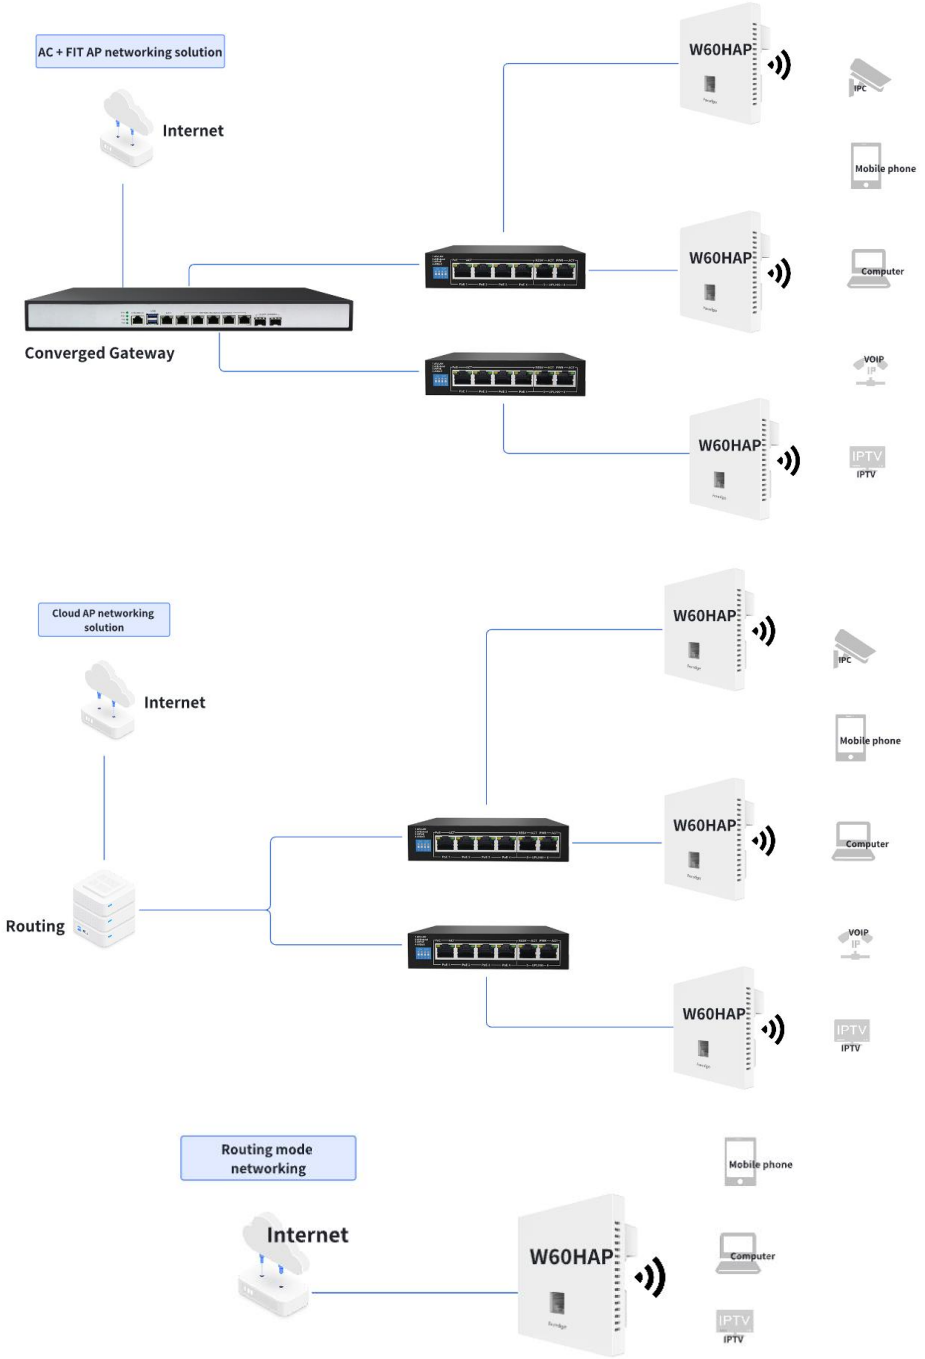 AC + FIT AP networking solution
Internet
Converged Gateway
W60HAP
W60HAP
W60HAP
IPC
Mobile phone
Computer
VOIP
IP
IPTV
IPTV
Cloud AP networking
solution
Internet
Routing
W60HAP
W60HAP
W60HAP
IPC
Mobile phone
Computer
VOIP
IP
IPTV
IPTV
Routing mode
networking
Internet
W60HAP
Mobile phone
Computer
IPTV
IPTV